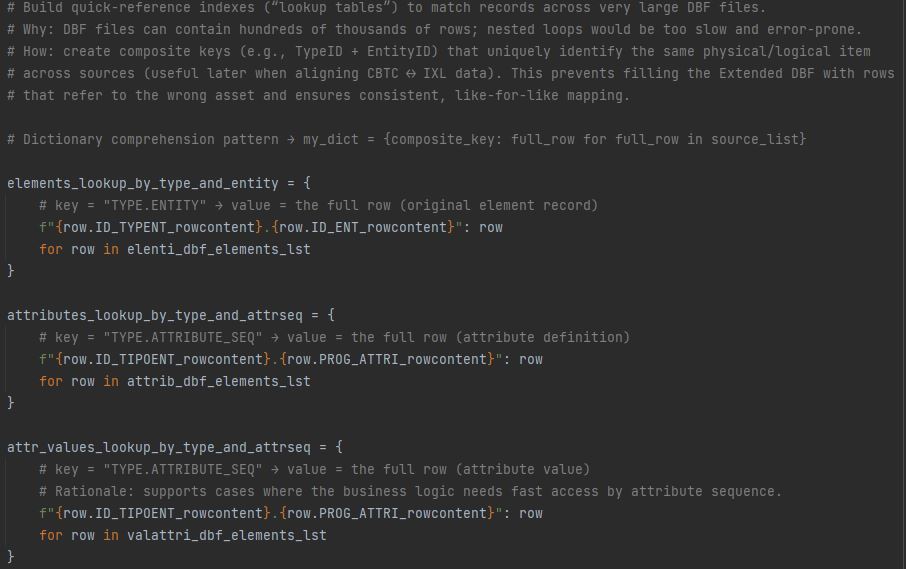 # Build quick-reference indexes (“lookup tables”) to match records across very large DBF files.
# Why: DBF files can contain hundreds of thousands of rows; nested loops would be too slow and error-prone.
# How: create composite keys (e.g., TypeID + EntityID) that uniquely identify the same physical/logical item
# across sources (useful later when aligning CBTC ↔ IXL data). This prevents filling the Extended DBF with rows
# that refer to the wrong asset and ensures consistent, like-for-like mapping.
# Dictionary comprehension pattern → my_dict = {composite_key: full_row for full_row in source_list}
elements_lookup_by_type_and_entity = {
# key = "TYPE.ENTITY" → value = the full row (original element record)
f"{row.ID_TYPENT_rowcontent}.{row.ID_ENT_rowcontent}": row
for row in elenti_dbf_elements_lst
}
attributes_lookup_by_type_and_attrseq = {
# key = "TYPE.ATTRIBUTE_SEQ" → value = the full row (attribute definition)
f"{row.ID_TIPOENT_rowcontent}.{row.PROG_ATTRI_rowcontent}": row
for row in attrib_dbf_elements_lst
}
attr_values_lookup_by_type_and_attrseq = {
# key = "TYPE.ATTRIBUTE_SEQ" → value = the full row (attribute value)
# Rationale: supports cases where the business logic needs fast access by attribute sequence.
f"{row.ID_TIPOENT_rowcontent}.{row.PROG_ATTRI_rowcontent}": row
for row in valattri_dbf_elements_lst
}